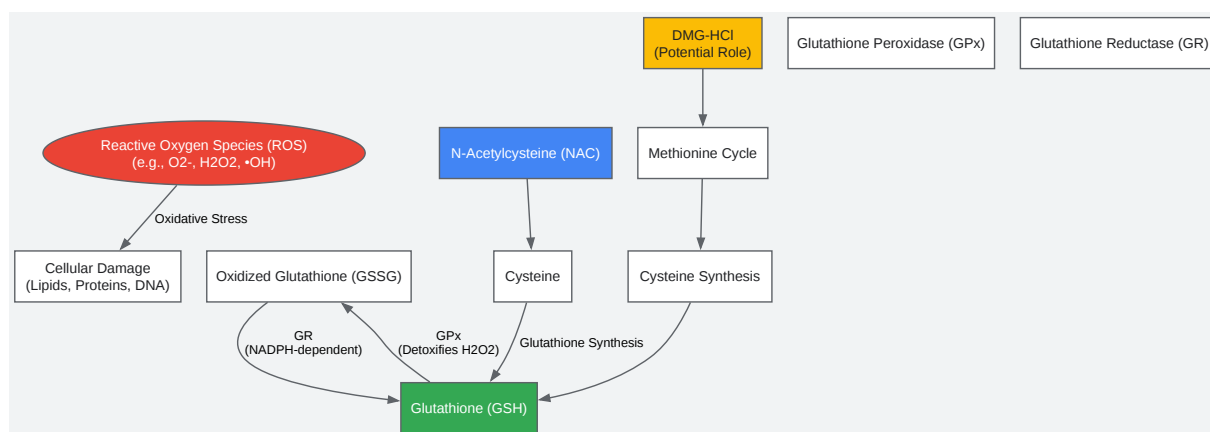 DMG-HCl
(Potential Role)
Glutathione Peroxidase (GPx)
Glutathione Reductase (GR)
Reactive Oxygen Species (ROS)
(e.g., O2-, H2O2, •OH)
N-Acetylcysteine (NAC)
Methionine Cycle
Oxidative Stress
Cellular Damage
(Lipids, Proteins, DNA)
Oxidized Glutathione (GSSG)
Cysteine
Cysteine Synthesis
GR
(NADPH-dependent)
GPx
(Detoxifies H2O2)
Glutathione Synthesis
Glutathione (GSH)